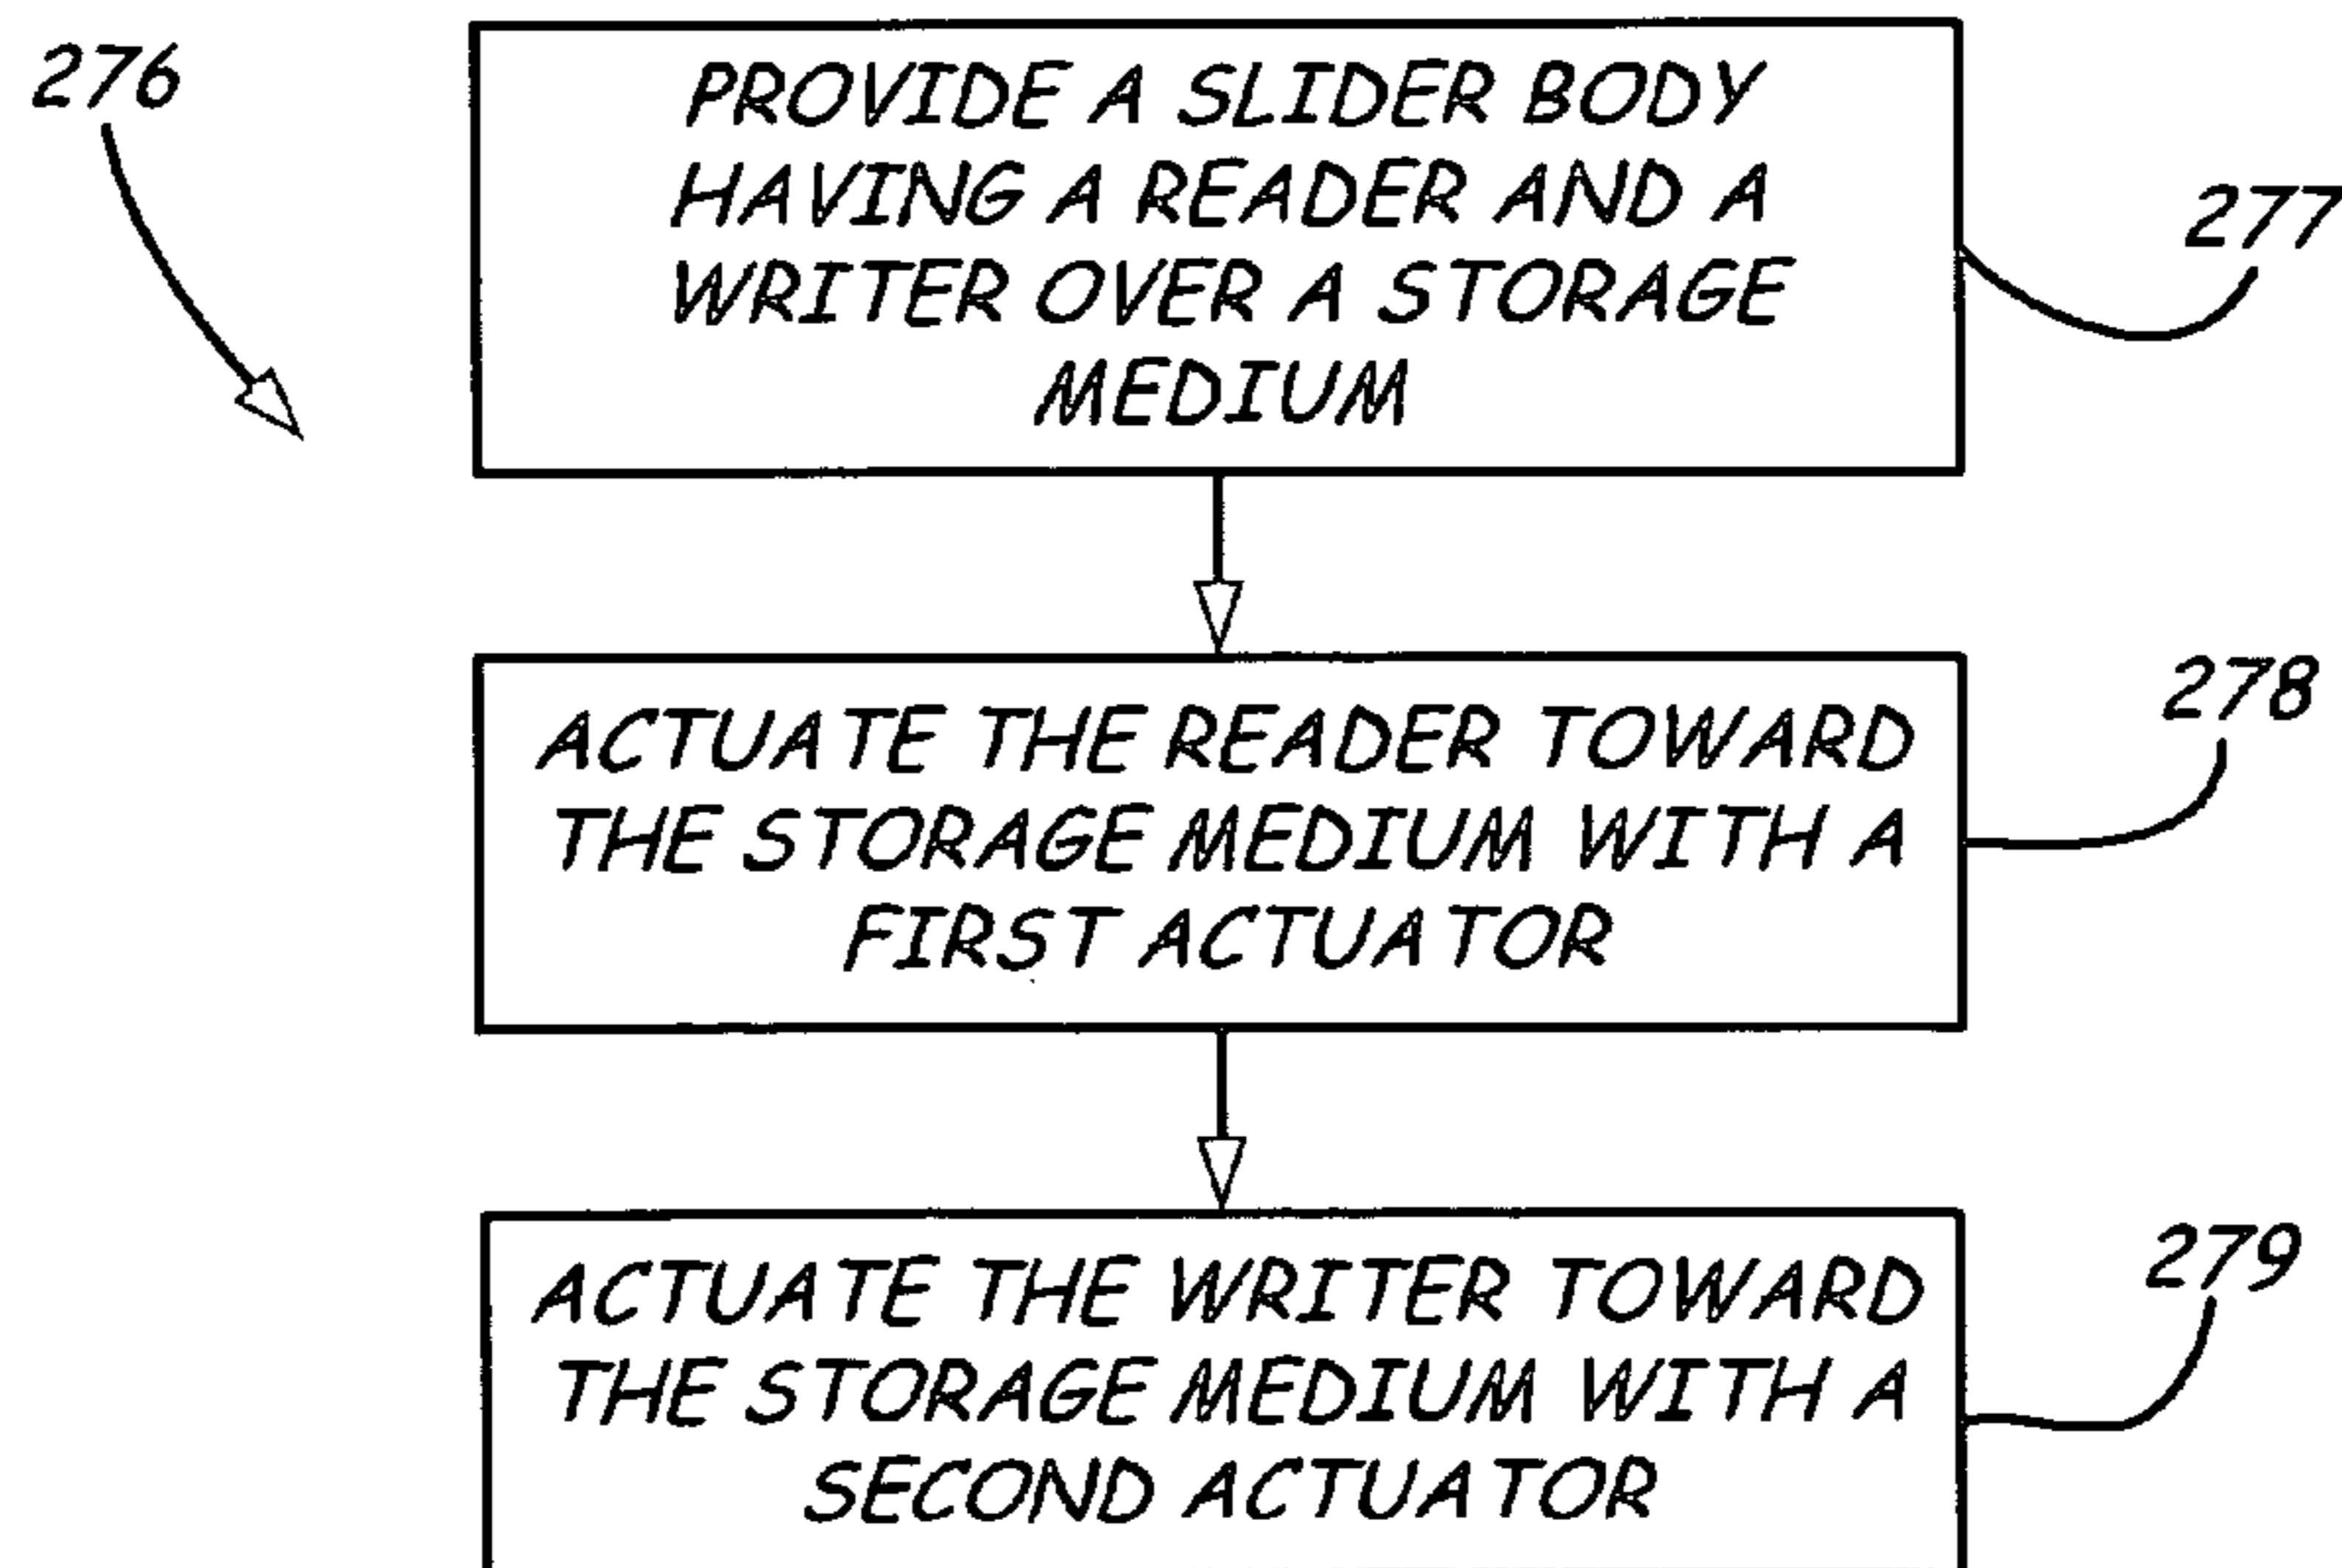 276
PROVIDE A SLIDER BODY
HAVING A READER AND A
WRITER OVER A STORAGE
MEDIUM
277
ACTUATE THE READER TOWARD
THE STORAGE MEDIUM WITH A
FIRST ACTUATOR
278
ACTUATE THE WRITER TOWARD
THE STORAGE MEDIUM WITH A
SECOND ACTUATOR
279